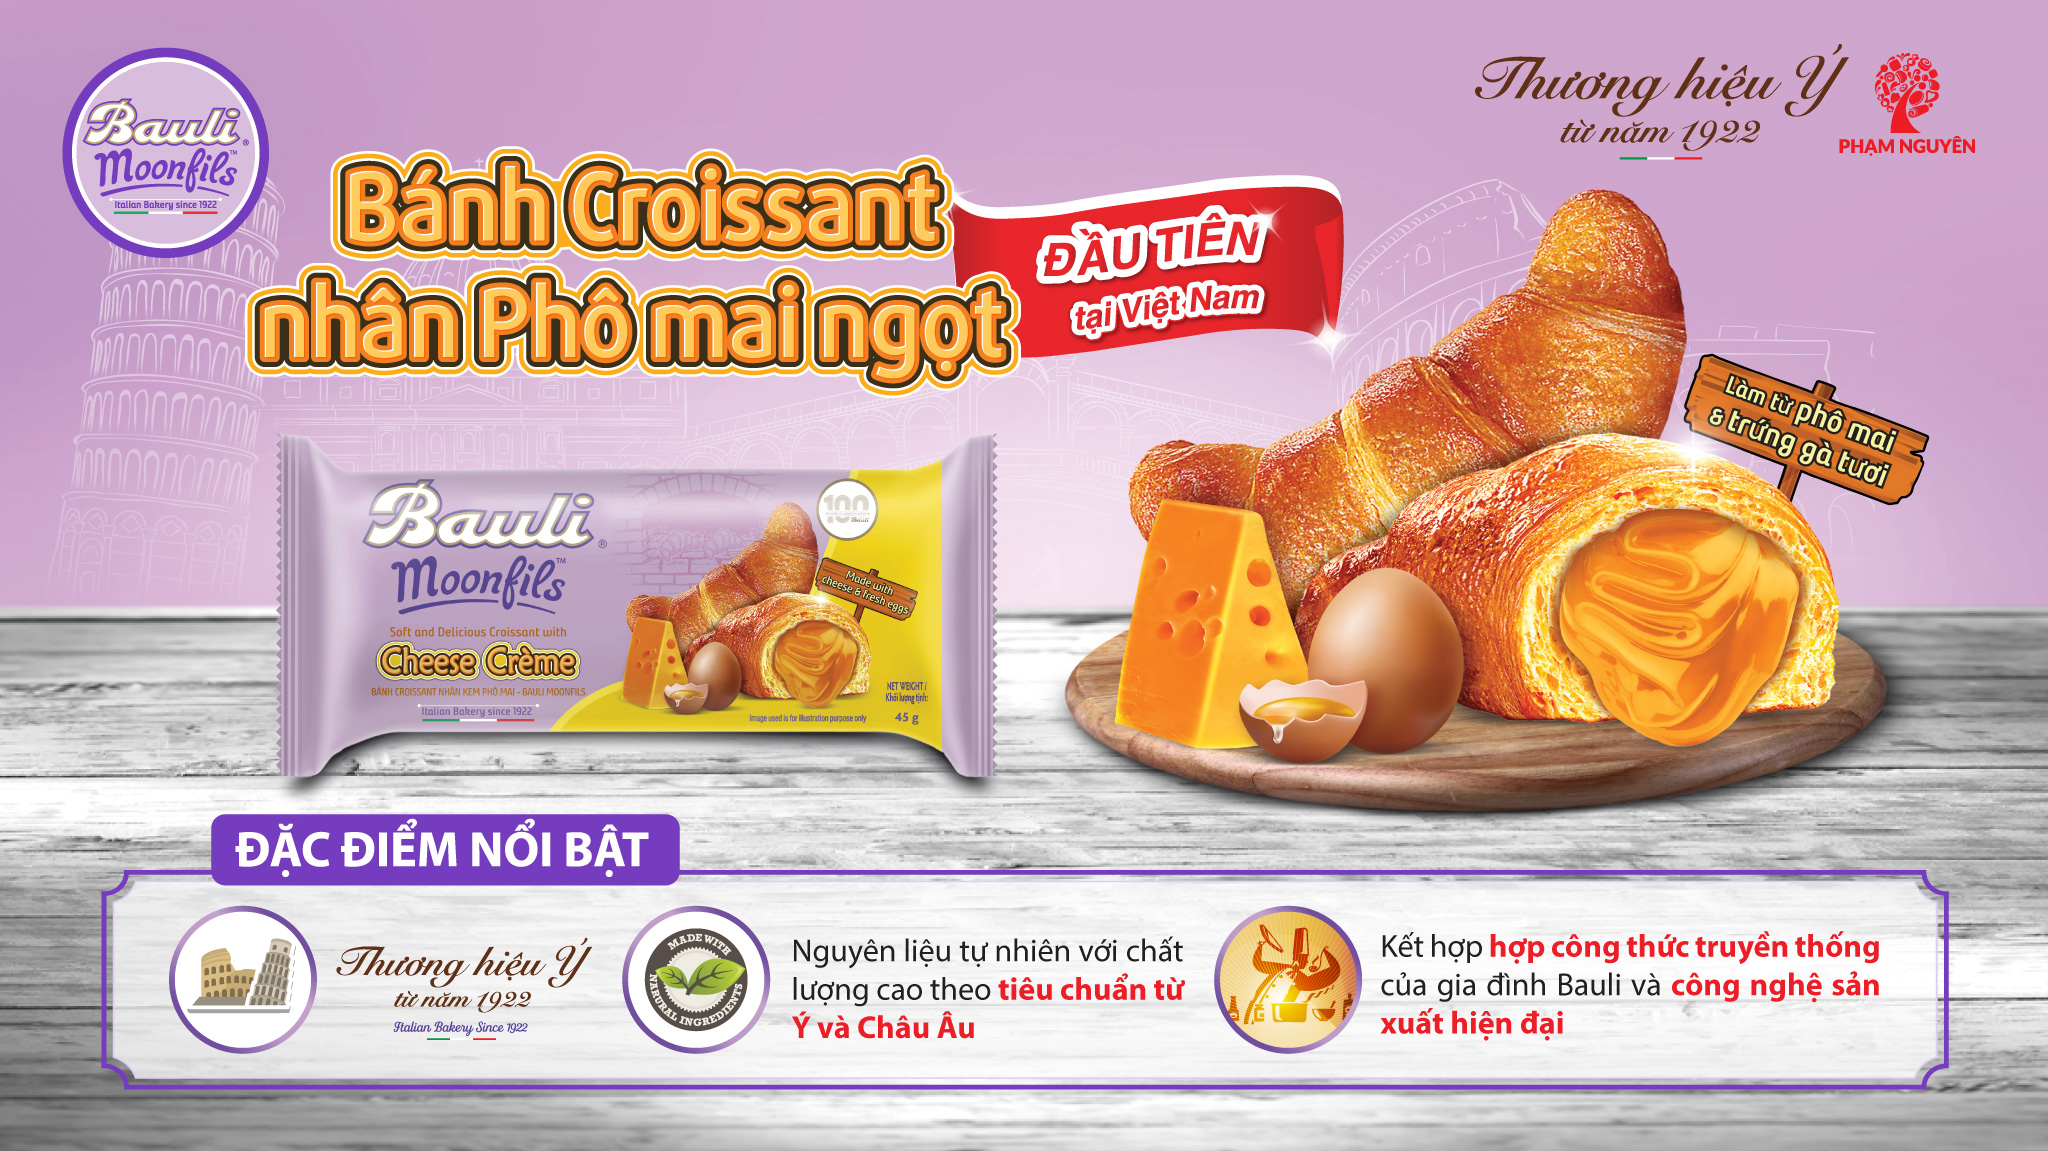 Bauli®
Moonfils™
Italian Bakery since 1922
Thương hiệu Ý
từ năm 1922
PHẠM NGUYÊN
Bánh Croissant
nhân Phô mai ngọt
ĐẦU TIÊN
tại Việt Nam
Làm từ phô mai
& trứng gà tươi
Bauli®
Moonfils™
Soft and Delicious Croissant with
Cheese Crème
BÁNH CROISSANT NHÂN KEM PHÔ MAI - BAULI MOONFILS
Italian Bakery since 1922
100
Bauli
Made with
cheese & fresh eggs
NET WEIGHT/
Khối lượng tịnh:
45 g
Image used is for illustration purpose only
ĐẶC ĐIỂM NỔI BẬT
Thương hiệu Ý
từ năm 1922
Italian Bakery Since 1922
MADE WITH
NARURAL INGREDIENTS
Nguyên liệu tự nhiên với chất
lượng cao theo tiêu chuẩn từ
Ý và Châu Âu
Kết hợp hợp công thức truyền thống
của gia đình Bauli và công nghệ sản
xuất hiện đại